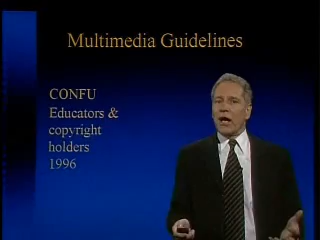 Multimedia Guidelines
CONFU
Educators &
copyright
holders
1996